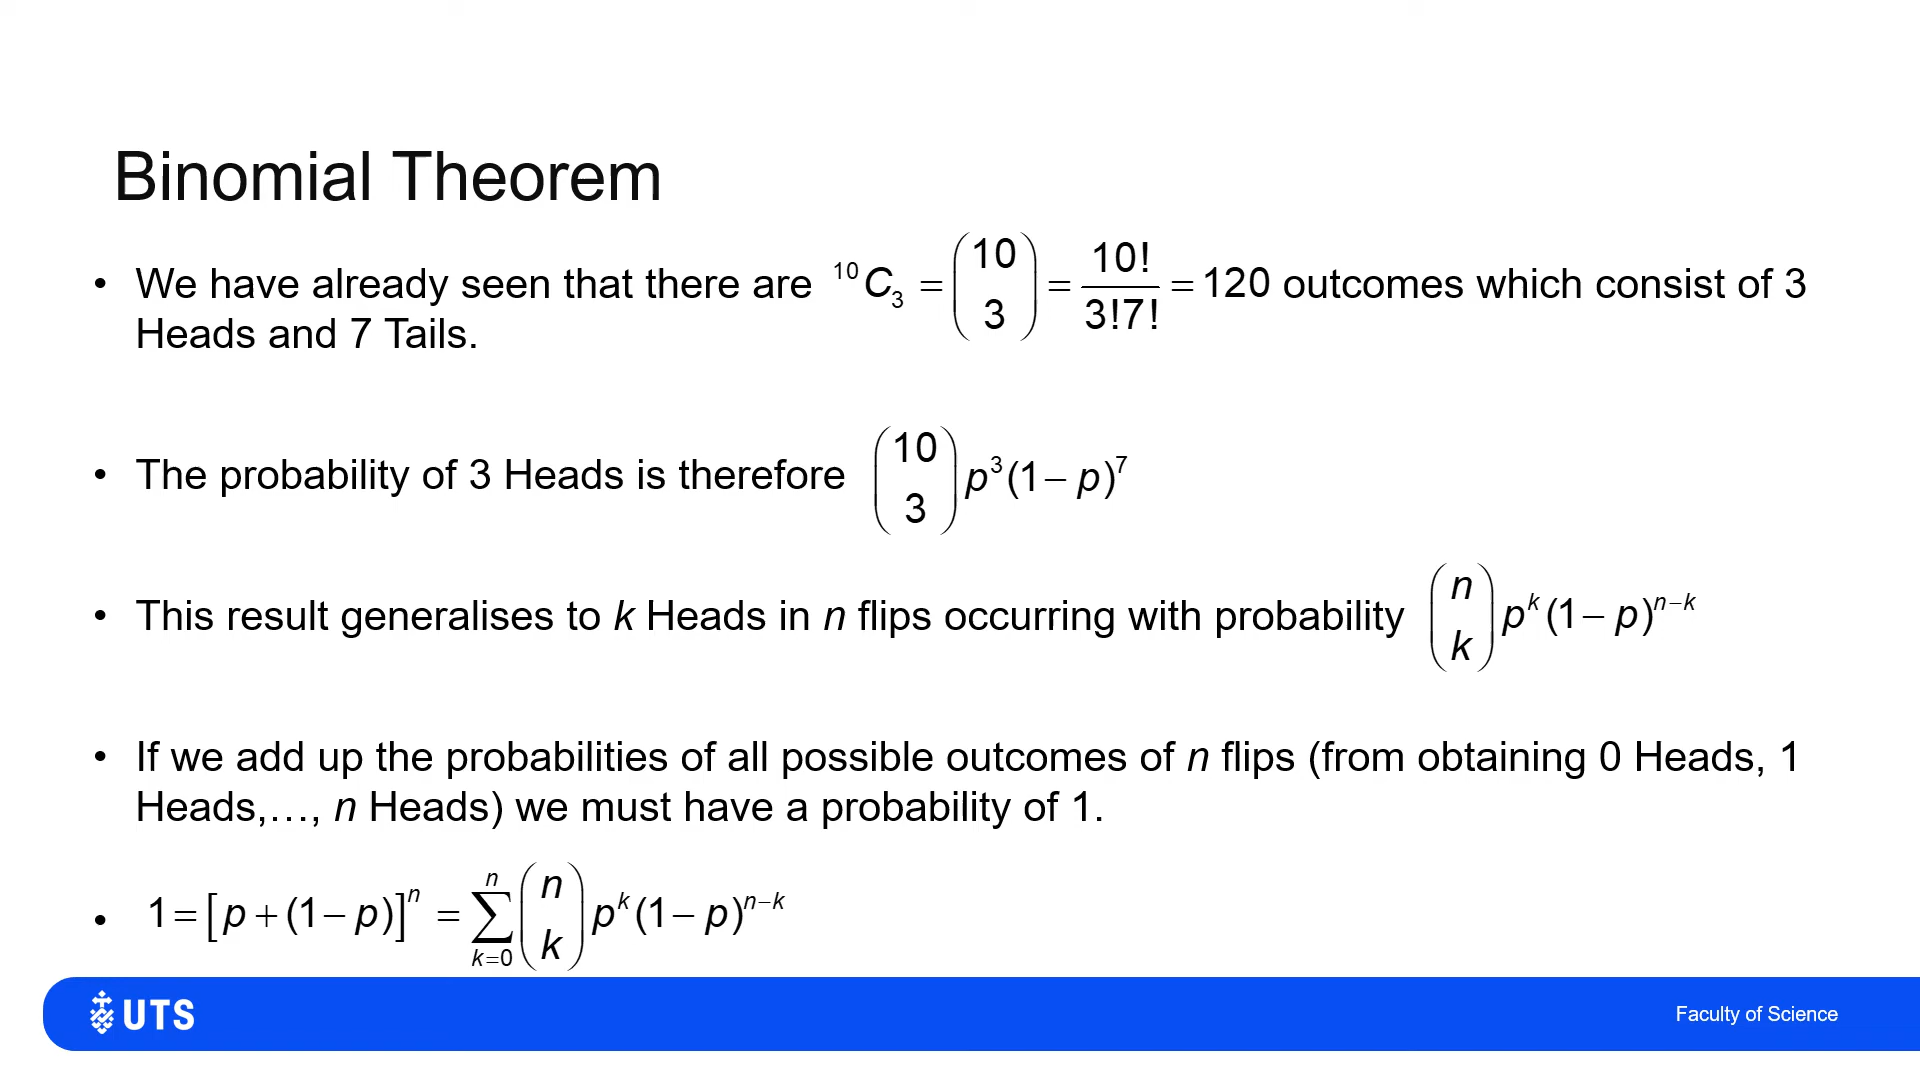 Binomial Theorem
• We have already seen that there are ¹⁰C₃ = (10 3) = 10!/3!7! = 120 outcomes which consist of 3
Heads and 7 Tails.
• The probability of 3 Heads is therefore (10 3) p³(1 − p)⁷
• This result generalises to k Heads in n flips occurring with probability (n k) pᵏ(1 − p)ⁿ⁻ᵏ
• If we add up the probabilities of all possible outcomes of n flips (from obtaining 0 Heads, 1
Heads,…, n Heads) we must have a probability of 1.
• 1 = [p + (1 − p)]ⁿ = ∑ₖ₌₀ⁿ (n k) pᵏ(1 − p)ⁿ⁻ᵏ
UTS
Faculty of Science